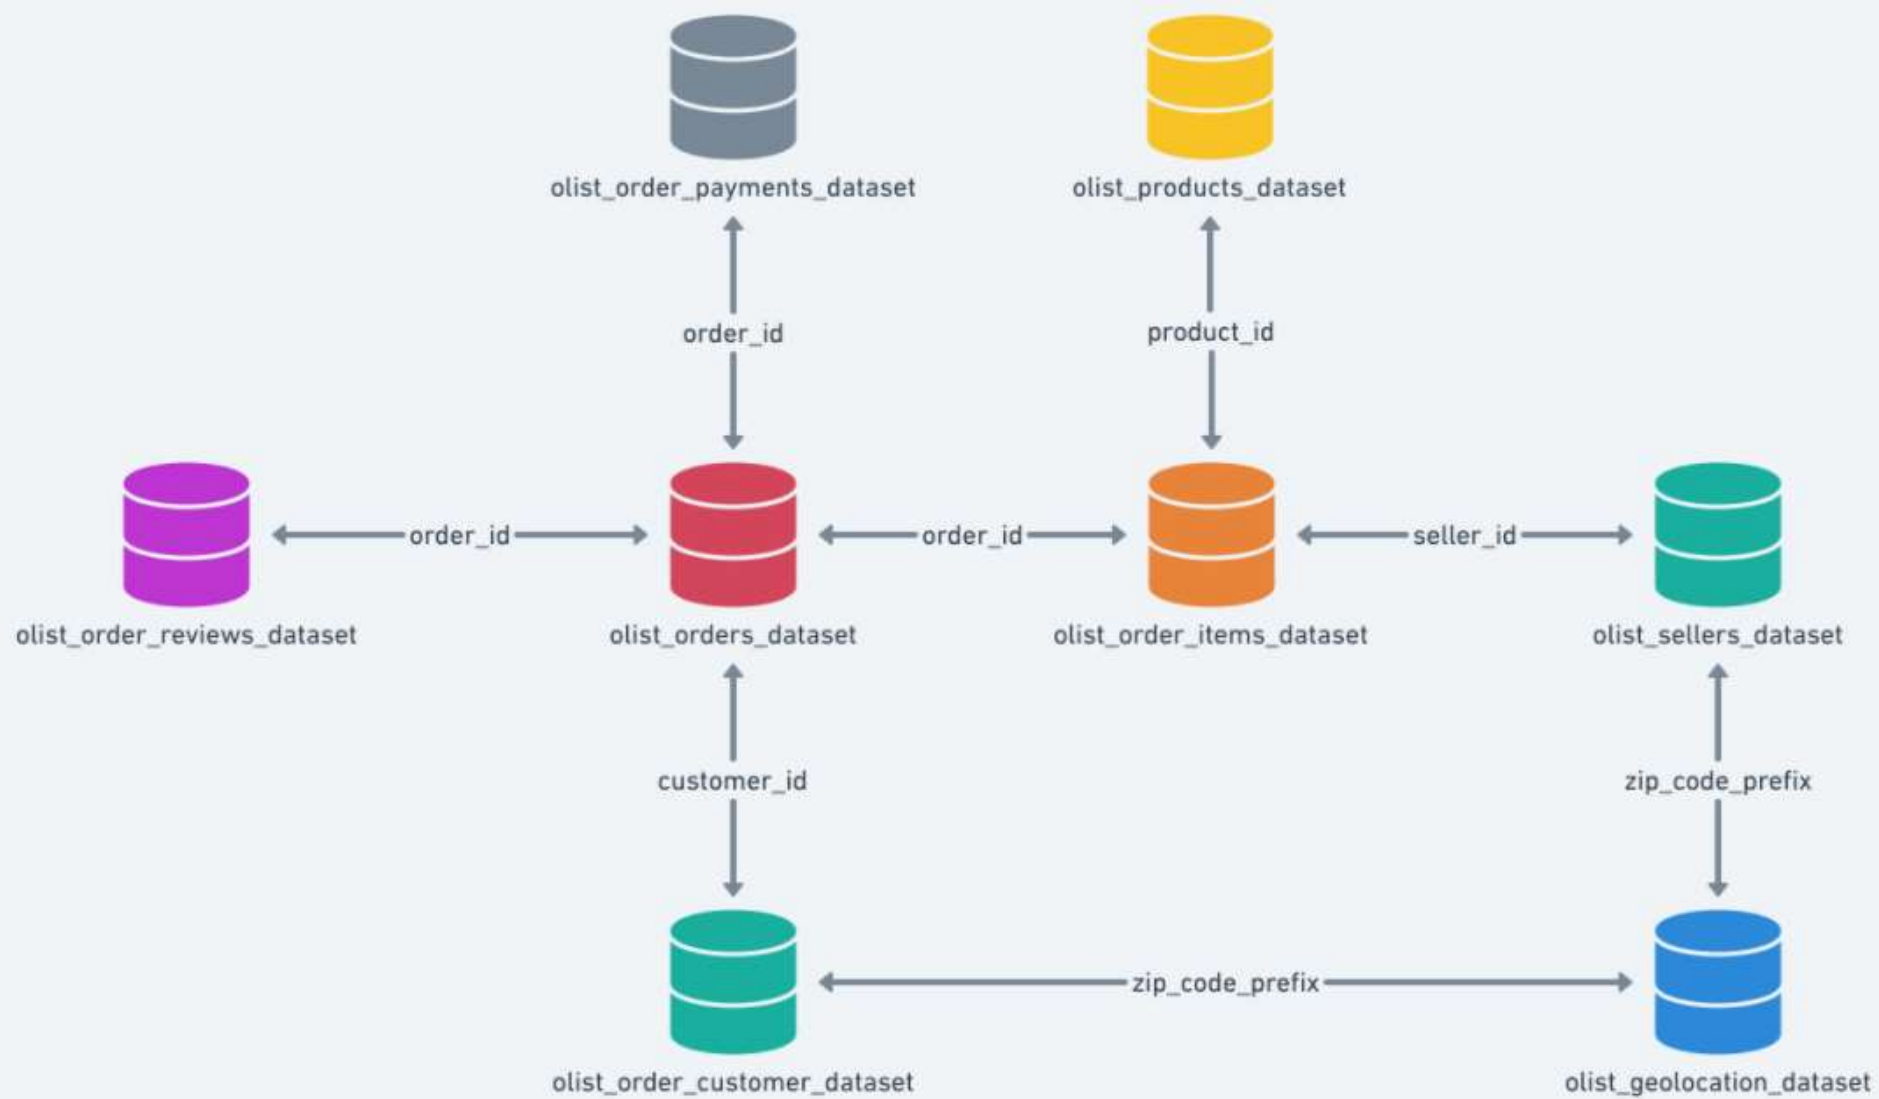 olist_order_payments_dataset
olist_products_dataset
order_id
product_id
order_id
order_id
seller_id
olist_order_reviews_dataset
olist_orders_dataset
olist_order_items_dataset
olist_sellers_dataset
customer_id
zip_code_prefix
zip_code_prefix
olist_order_customer_dataset
olist_geolocation_dataset